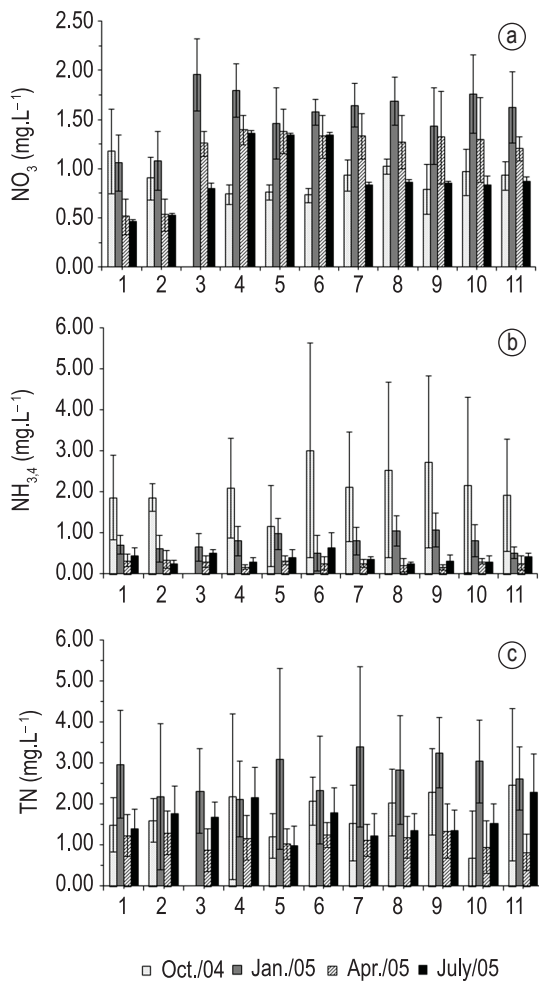 a
NO3 (mg.L–1)
2.50
2.00
1.50
1.00
0.50
0.00
1 2 3 4 5 6 7 8 9 10 11
b
NH3,4 (mg.L–1)
6.00
5.00
4.00
3.00
2.00
1.00
0.00
1 2 3 4 5 6 7 8 9 10 11
c
TN (mg.L–1)
6.00
5.00
4.00
3.00
2.00
1.00
0.00
1 2 3 4 5 6 7 8 9 10 11
Oct./04 Jan./05 Apr./05 July/05